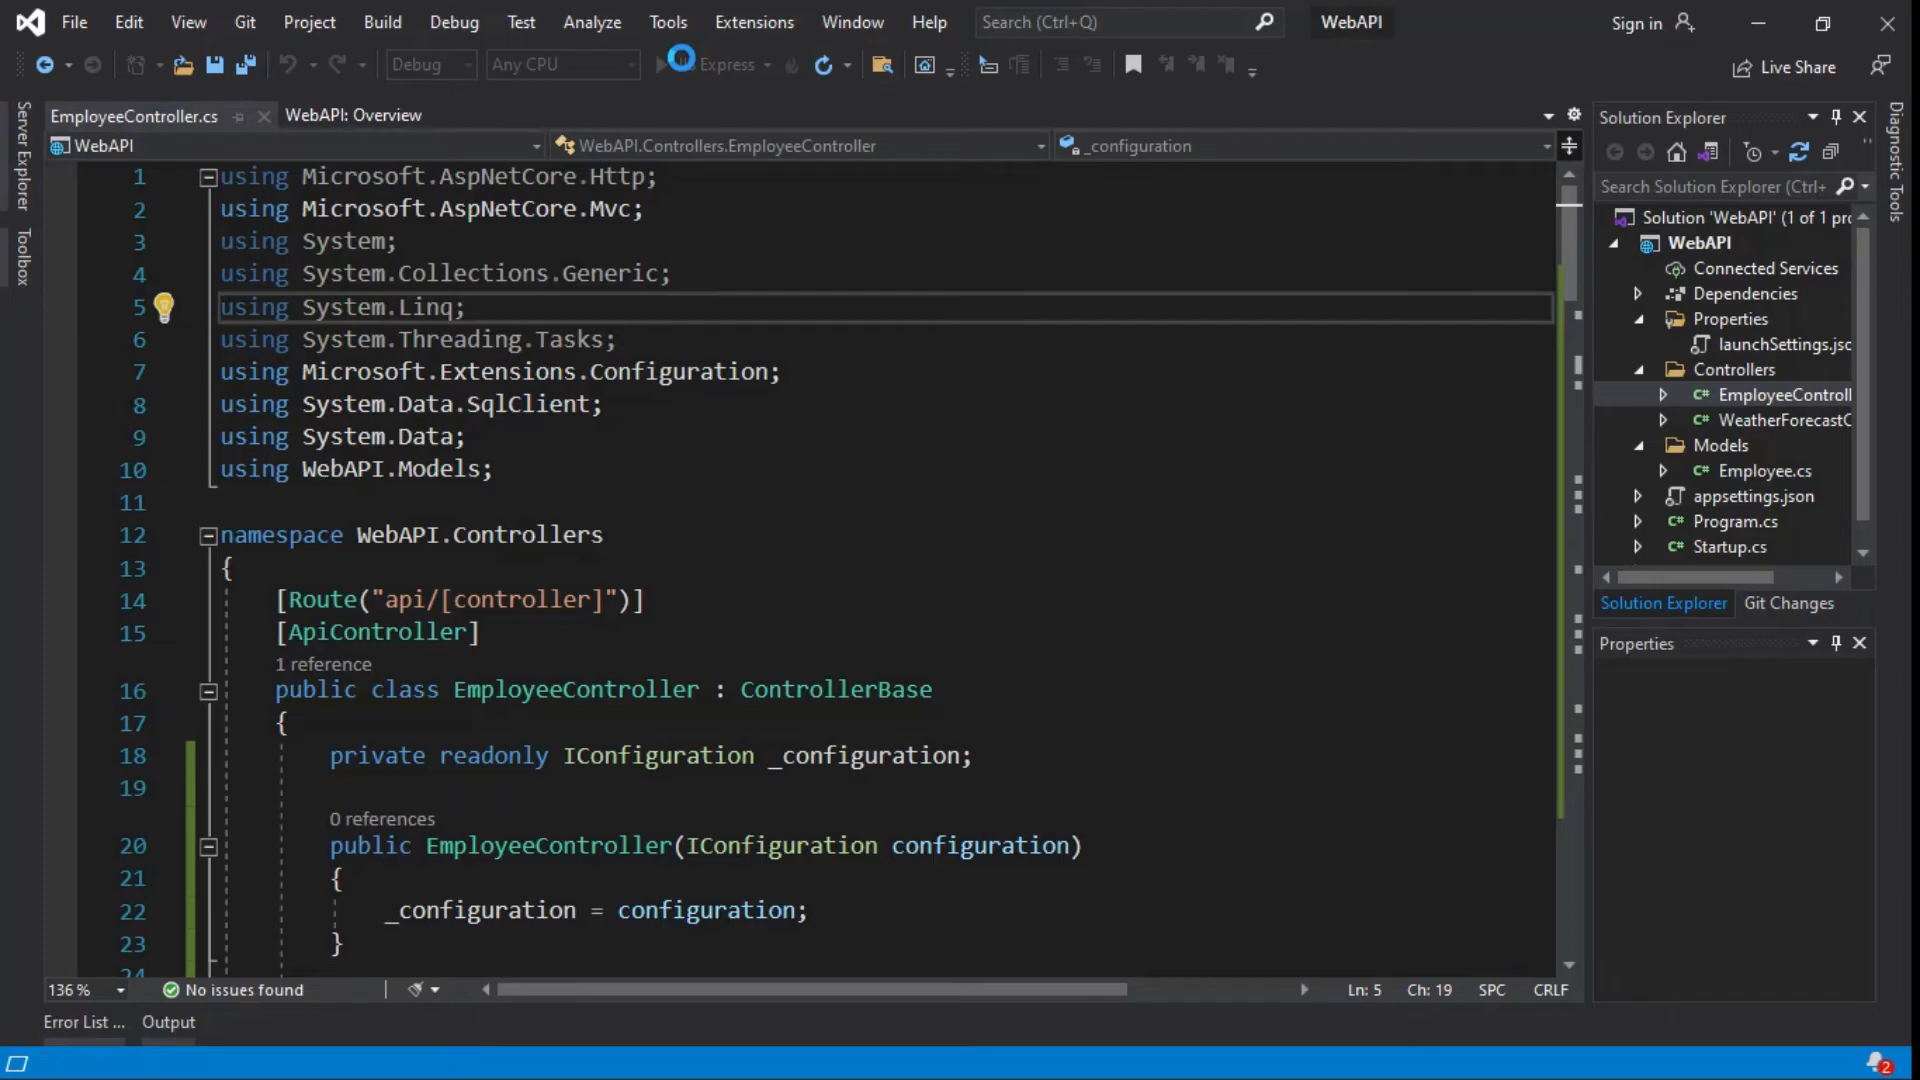 File Edit View Git Project Build Debug Test Analyze Tools Extensions Window Help Search (Ctrl+Q) WebAPI Sign in
Debug Any CPU Express Live Share
EmployeeController.cs WebAPI: Overview
WebAPI WebAPI.Controllers.EmployeeController _configuration
Server Explorer
Toolbox
1 using Microsoft.AspNetCore.Http;
2 using Microsoft.AspNetCore.Mvc;
3 using System;
4 using System.Collections.Generic;
5 using System.Linq;
6 using System.Threading.Tasks;
7 using Microsoft.Extensions.Configuration;
8 using System.Data.SqlClient;
9 using System.Data;
10 using WebAPI.Models;
11
12 namespace WebAPI.Controllers
13 {
14 [Route("api/[controller]")]
15 [ApiController]
1 reference
16 public class EmployeeController : ControllerBase
17 {
18 private readonly IConfiguration _configuration;
19
0 references
20 public EmployeeController(IConfiguration configuration)
21 {
22 _configuration = configuration;
23 }
24
136 % No issues found Ln: 5 Ch: 19 SPC CRLF
Error List ... Output
Solution Explorer
Search Solution Explorer (Ctrl+
Solution 'WebAPI' (1 of 1 pro
WebAPI
Connected Services
Dependencies
Properties
launchSettings.jsc
Controllers
EmployeeControll
WeatherForecastC
Models
Employee.cs
appsettings.json
Program.cs
Startup.cs
Solution Explorer Git Changes
Properties
Diagnostic Tools
2